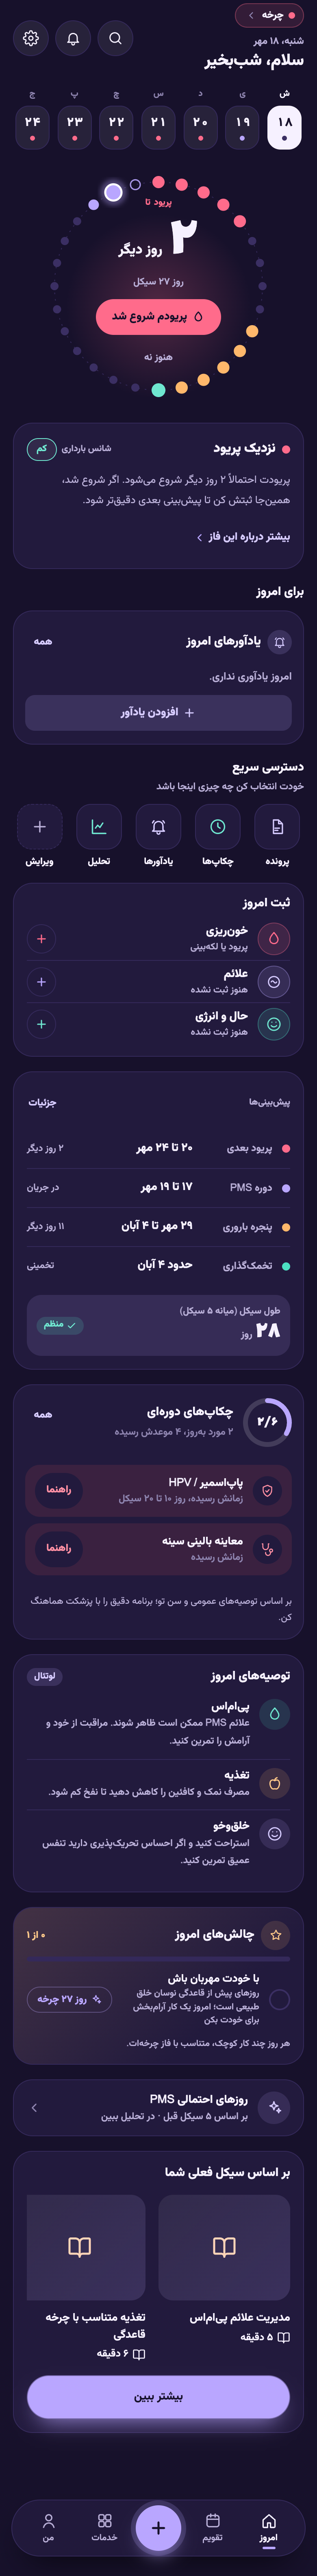 چرخه
شنبه، ۱۸ مهر
سلام، شب‌بخیر
ش ی د س چ پ ج
۱۸ ۱۹ ۲۰ ۲۱ ۲۲ ۲۳ ۲۴
پریود تا
۲ روز دیگر
روز ۲۷ سیکل
پریودم شروع شد
هنوز نه
نزدیک پریود
شانس بارداری کم
پریودت احتمالاً ۲ روز دیگر شروع می‌شود. اگر شروع شد،
همین‌جا ثبتش کن تا پیش‌بینی بعدی دقیق‌تر شود.
بیشتر درباره این فاز
برای امروز
یادآورهای امروز
همه
امروز یادآوری نداری.
افزودن یادآور
دسترسی سریع
خودت انتخاب کن چه چیزی اینجا باشد
پرونده چکاپ‌ها یادآورها تحلیل ویرایش
ثبت امروز
خون‌ریزی
پریود یا لکه‌بینی
علائم
هنوز ثبت نشده
حال و انرژی
هنوز ثبت نشده
پیش‌بینی‌ها
جزئیات
پریود بعدی ۲۰ تا ۲۴ مهر ۲ روز دیگر
دوره PMS ۱۷ تا ۱۹ مهر در جریان
پنجره باروری ۲۹ مهر تا ۴ آبان ۱۱ روز دیگر
تخمک‌گذاری حدود ۴ آبان تخمینی
طول سیکل (میانه ۵ سیکل)
۲۸ روز
منظم
۲/۶
چکاپ‌های دوره‌ای
همه
۲ مورد به‌روز، ۴ موعدش رسیده
پاپ‌اسمیر / HPV
زمانش رسیده، روز ۱۰ تا ۲۰ سیکل
راهنما
معاینه بالینی سینه
زمانش رسیده
راهنما
بر اساس توصیه‌های عمومی و سن تو؛ برنامه دقیق را با پزشکت هماهنگ
کن.
توصیه‌های امروز
لوتئال
پی‌ام‌اس
علائم PMS ممکن است ظاهر شوند. مراقبت از خود و
آرامش را تمرین کنید.
تغذیه
مصرف نمک و کافئین را کاهش دهید تا نفخ کم شود.
خلق‌وخو
استراحت کنید و اگر احساس تحریک‌پذیری دارید تنفس
عمیق تمرین کنید.
چالش‌های امروز
۰ از ۱
با خودت مهربان باش
روزهای پیش از قاعدگی نوسان خلق
طبیعی است؛ امروز یک کار آرام‌بخش
برای خودت بکن
روز ۲۷ چرخه
هر روز چند کار کوچک، متناسب با فاز چرخه‌ات.
روزهای احتمالی PMS
بر اساس ۵ سیکل قبل · در تحلیل ببین
بر اساس سیکل فعلی شما
مدیریت علائم پی‌ام‌اس
۵ دقیقه
تغذیه متناسب با چرخه
قاعدگی
۶ دقیقه
بیشتر ببین
امروز تقویم خدمات من